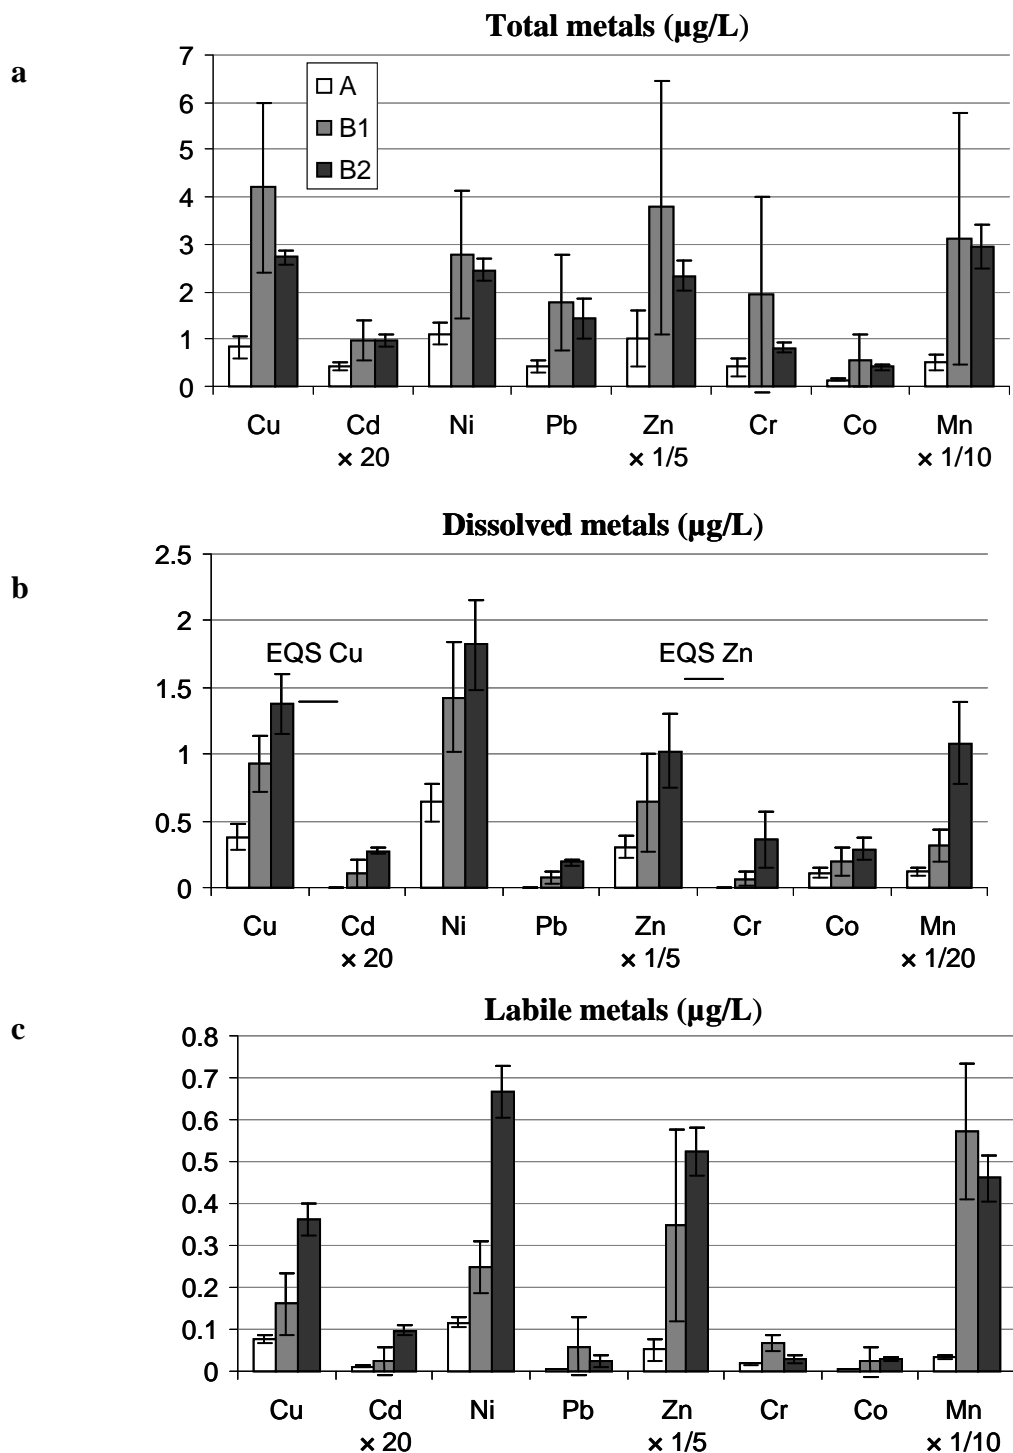 Total metals (µg/L)
a
7
6
5
4
3
2
1
0
A
B1
B2
Cu Cd Ni Pb Zn Cr Co Mn
× 20 × 1/5 × 1/10
Dissolved metals (µg/L)
b
2.5
2
1.5
1
0.5
0
EQS Cu EQS Zn
Cu Cd Ni Pb Zn Cr Co Mn
× 20 × 1/5 × 1/20
Labile metals (µg/L)
c
0.8
0.7
0.6
0.5
0.4
0.3
0.2
0.1
0
Cu Cd Ni Pb Zn Cr Co Mn
× 20 × 1/5 × 1/10